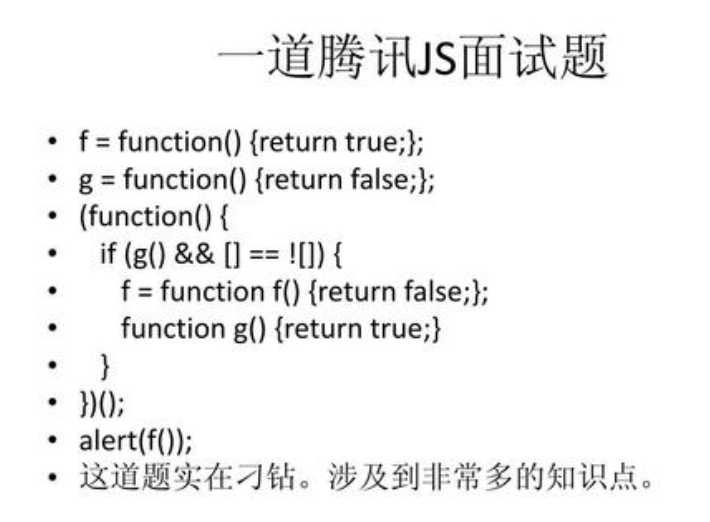 一道腾讯JS面试题
• f = function() {return true;};
• g = function() {return false;};
• (function() {
•   if (g() && [] == ![]) {
•     f = function f() {return false;};
•     function g() {return true;}
•   }
• })();
• alert(f());
• 这道题实在刁钻。涉及到非常多的知识点。